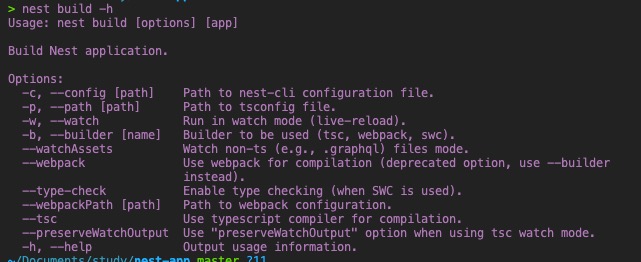 > nest build -h
Usage: nest build [options] [app]
Build Nest application.
Options:
-c, --config [path] Path to nest-cli configuration file.
-p, --path [path] Path to tsconfig file.
-w, --watch Run in watch mode (live-reload).
-b, --builder [name] Builder to be used (tsc, webpack, swc).
--watchAssets Watch non-ts (e.g., .graphql) files mode.
--webpack Use webpack for compilation (deprecated option, use --builder
instead).
--type-check Enable type checking (when SWC is used).
--webpackPath [path] Path to webpack configuration.
--tsc Use typescript compiler for compilation.
--preserveWatchOutput Use "preserveWatchOutput" option when using tsc watch mode.
-h, --help Output usage information.
~/Documents/study/nest-app master ?11